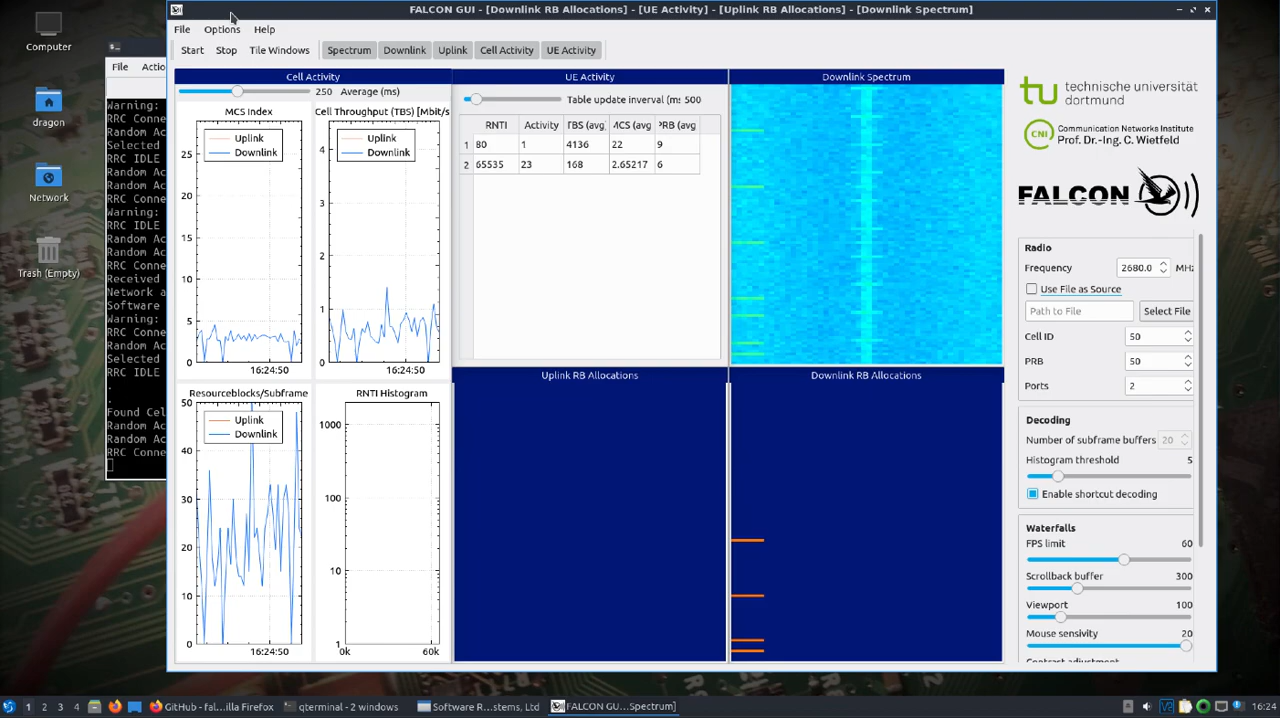 FALCON GUI - [Downlink RB Allocations] - [UE Activity] - [Uplink RB Allocations] - [Downlink Spectrum]
File Options Help
Start Stop Tile Windows Spectrum Downlink Uplink Cell Activity UE Activity
Computer
dragon
Network
Trash (Empty)
File Actio
Warning:
RRC Conne
Random Ac
Selected
RRC IDLE
Random Ac
Random Ac
RRC Conne
Warning:
RRC IDLE
Random Ac
Random Ac
RRC Conne
Received
Network a
Software
Warning:
RRC Conne
Random Ac
Selected
RRC IDLE
.
.
Found Cel
Random Ac
Random Ac
RRC Conne
Cell Activity
250 Average (ms)
MCS Index
Uplink
Downlink
25
20
15
10
5
0
16:24:50
Cell Throughput (TBS) [Mbit/s
Uplink
Downlink
4
3
2
1
0
16:24:50
Resourceblocks/Subframe
Uplink
Downlink
50
40
30
20
10
0
16:24:50
RNTI Histogram
1000
100
10
1
0k 60k
UE Activity
Table update inverval (m: 500
RNTI Activity TBS (avg MCS (avg PRB (avg
1 80 1 4136 22 9
2 65535 23 168 2.65217 6
Downlink Spectrum
Uplink RB Allocations
Downlink RB Allocations
technische universität
dortmund
CNI
Communication Networks Institute
Prof. Dr.-Ing. C. Wietfeld
FALCON
Radio
Frequency 2680.0 MHz
Use File as Source
Path to File Select File
Cell ID 50
PRB 50
Ports 2
Decoding
Number of subframe buffers 20
Histogram threshold 5
Enable shortcut decoding
Waterfalls
FPS limit 60
Scrollback buffer 300
Viewport 100
Mouse sensivity 20
Contrast adjustment
1 2 3 4 GitHub - fal...illa Firefox qterminal - 2 windows Software R...stems, Ltd FALCON GU...Spectrum] 16:24